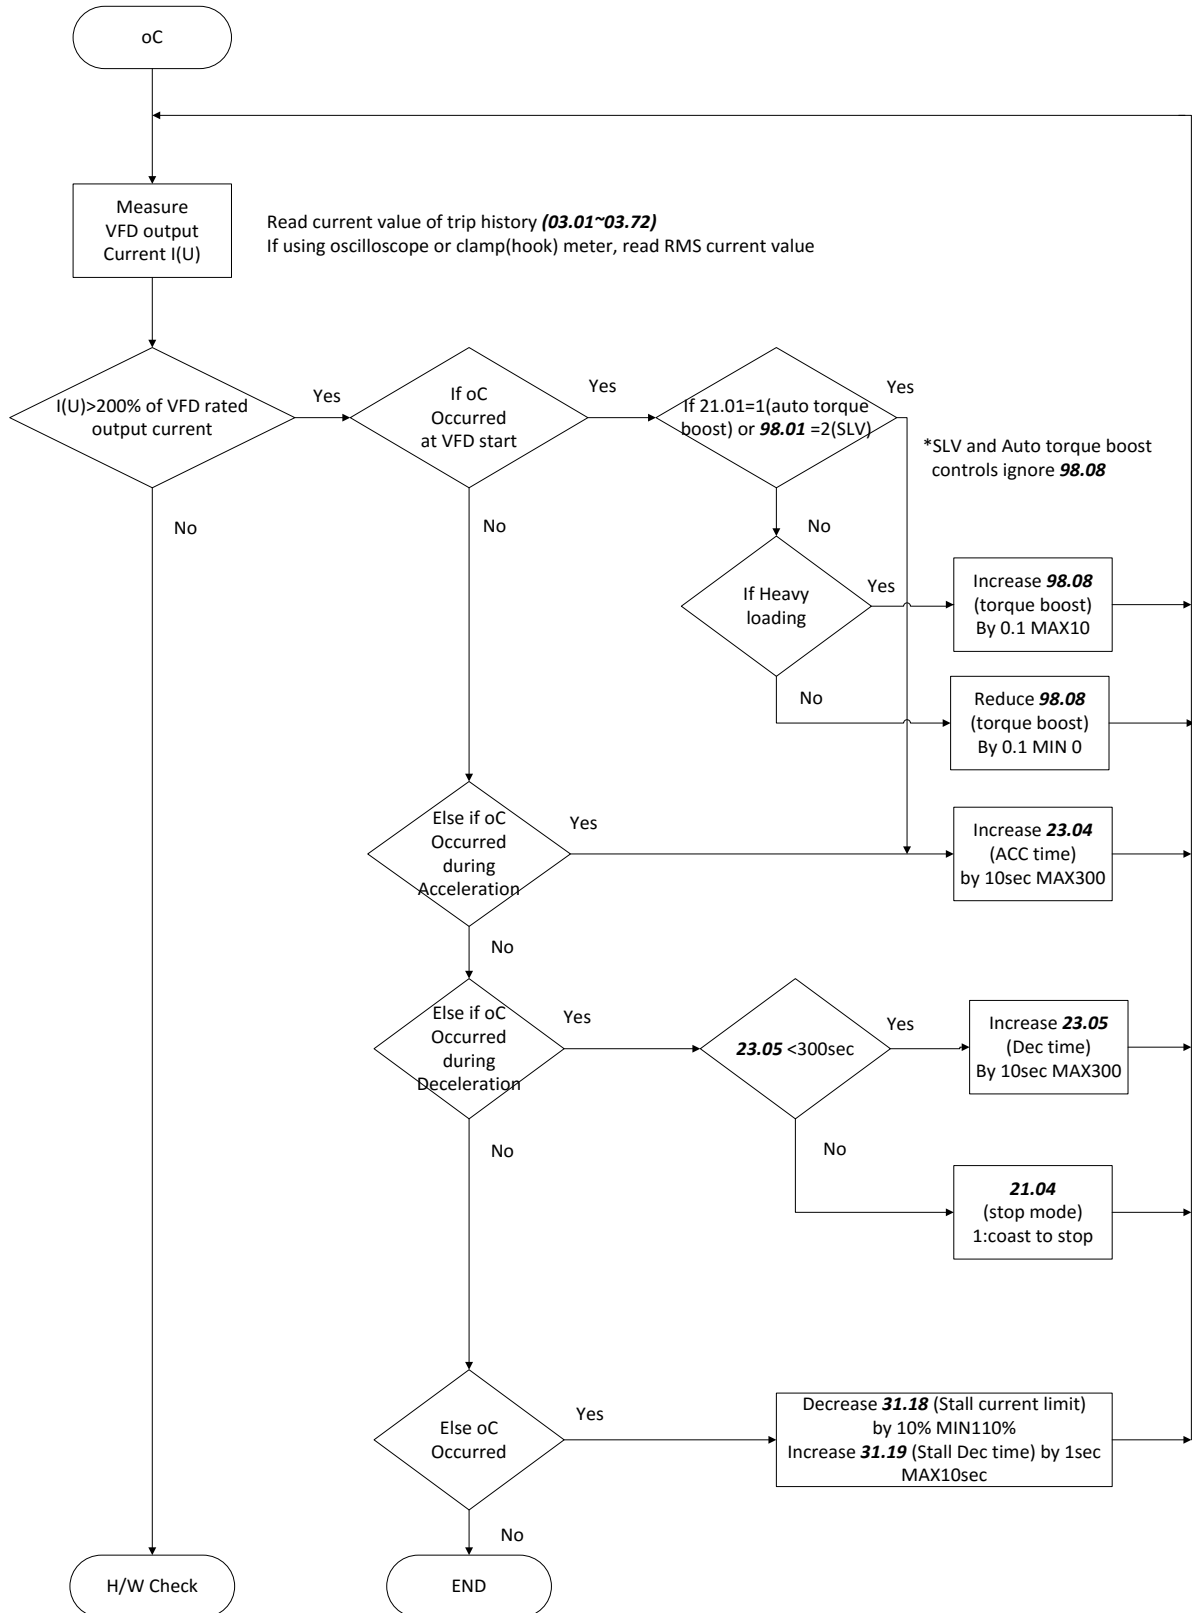 oC
Measure
VFD output
Current I(U)
Read current value of trip history (03.01~03.72)
If using oscilloscope or clamp(hook) meter, read RMS current value
I(U)>200% of VFD rated
output current
Yes
No
If oC
Occurred
at VFD start
Yes
No
If 21.01=1(auto torque
boost) or 98.01 =2(SLV)
Yes
No
*SLV and Auto torque boost
controls ignore 98.08
If Heavy
loading
Yes
No
Increase 98.08
(torque boost)
By 0.1 MAX10
Reduce 98.08
(torque boost)
By 0.1 MIN 0
Else if oC
Occurred
during
Acceleration
Yes
No
Increase 23.04
(ACC time)
by 10sec MAX300
Else if oC
Occurred
during
Deceleration
Yes
No
23.05 <300sec
Yes
No
Increase 23.05
(Dec time)
By 10sec MAX300
21.04
(stop mode)
1:coast to stop
Else oC
Occurred
Yes
No
Decrease 31.18 (Stall current limit)
by 10% MIN110%
Increase 31.19 (Stall Dec time) by 1sec
MAX10sec
H/W Check
END